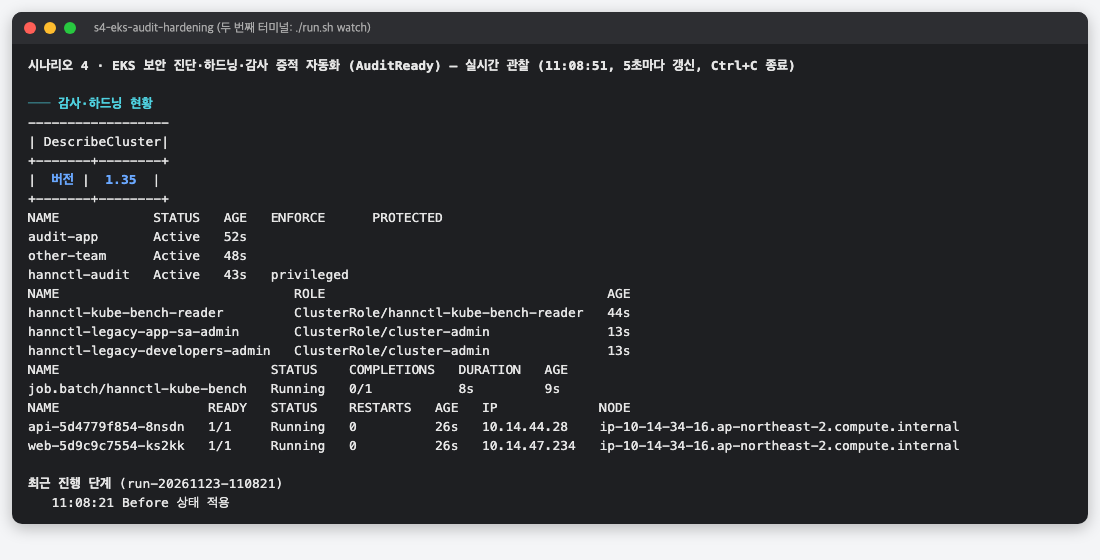 s4-eks-audit-hardening (두 번째 터미널: ./run.sh watch)
시나리오 4 · EKS 보안 진단·하드닝·감사 증적 자동화 (AuditReady) — 실시간 관찰 (11:08:51, 5초마다 갱신, Ctrl+C 종료)
─── 감사·하드닝 현황
------------------
| DescribeCluster|
+-------+--------+
|  버전 |  1.35  |
+-------+--------+
NAME            STATUS   AGE   ENFORCE      PROTECTED
audit-app       Active   52s
other-team      Active   48s
hannctl-audit   Active   43s   privileged
NAME                              ROLE                                    AGE
hannctl-kube-bench-reader         ClusterRole/hannctl-kube-bench-reader   44s
hannctl-legacy-app-sa-admin       ClusterRole/cluster-admin               13s
hannctl-legacy-developers-admin   ClusterRole/cluster-admin               13s
NAME                           STATUS    COMPLETIONS   DURATION   AGE
job.batch/hannctl-kube-bench   Running   0/1           8s         9s
NAME                   READY   STATUS    RESTARTS   AGE   IP             NODE
api-5d4779f854-8nsdn   1/1     Running   0          26s   10.14.44.28    ip-10-14-34-16.ap-northeast-2.compute.internal
web-5d9c9c7554-ks2kk   1/1     Running   0          26s   10.14.47.234   ip-10-14-34-16.ap-northeast-2.compute.internal
최근 진행 단계 (run-20261123-110821)
11:08:21 Before 상태 적용